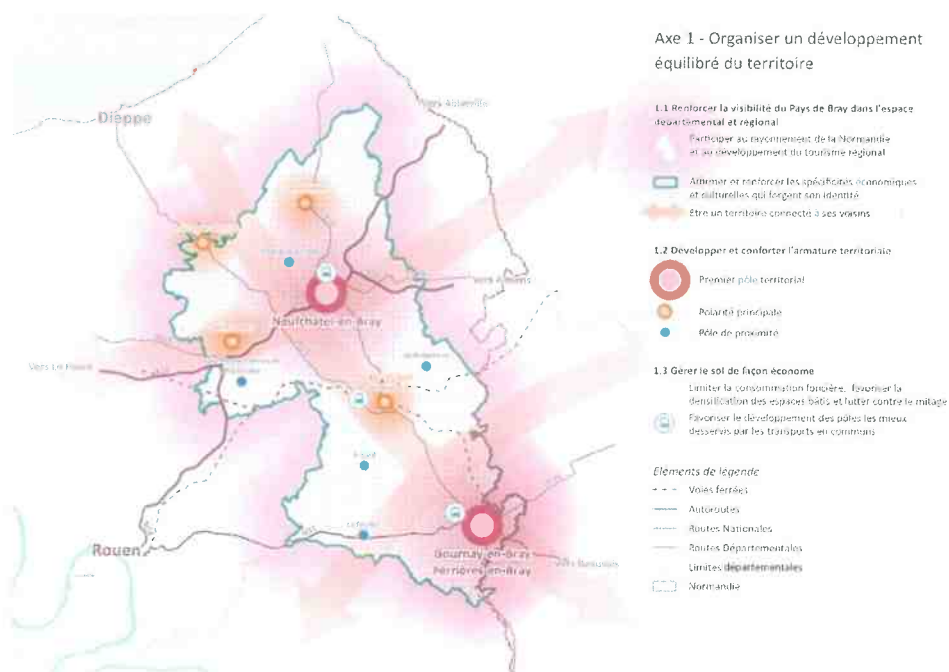 Axe 1 - Organiser un développement
équilibré du territoire
1.1 Renforcer la visibilité du Pays de Bray dans l'espace
départemental et régional
Participer au rayonnement de la Normandie
et au développement du tourisme régional
Affirmer et renforcer les spécificités économiques
et culturelles qui forgent son identité
Être un territoire connecté à ses voisins
1.2 Développer et conforter l'armature territoriale
Premier pôle territorial
Polarité principale
Pôle de proximité
1.3 Gérer le sol de façon économe
Limiter la consommation foncière, favoriser la
densification des espaces bâtis et lutter contre le mitage
Favoriser le développement des pôles les mieux
desservis par les transports en communs
Eléments de légende
Voies ferrées
Autoroutes
Routes Nationales
Routes Départementales
Limites départementales
Normandie
Dieppe
Vers Abbeville
Vers Amiens
Neufchâtel-en-Bray
Vers Le Havre
Rouen
Gournay-en-Bray
Ferrières-en-Bray
Vers Beauvais